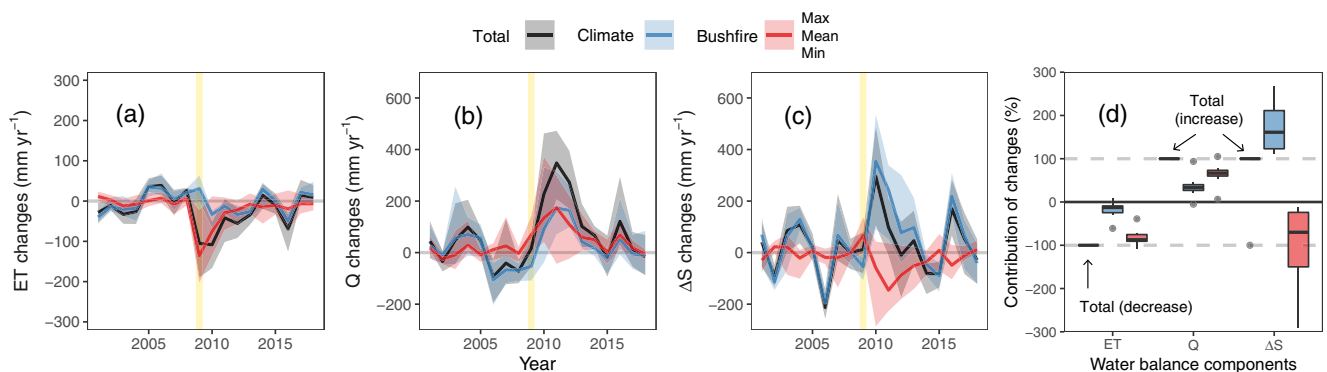 Total Climate Bushfire
Max
Mean
Min
(a)
ET changes (mm yr⁻¹)
300
200
100
0
−100
−200
−300
2005 2010 2015
(b)
Q changes (mm yr⁻¹)
600
400
200
0
−200
2005 2010 2015
Year
(c)
ΔS changes (mm yr⁻¹)
600
400
200
0
−200
2005 2010 2015
(d)
Contribution of changes (%)
300
200
100
0
−100
−200
−300
Total
(increase)
Total (decrease)
ET Q ΔS
Water balance components